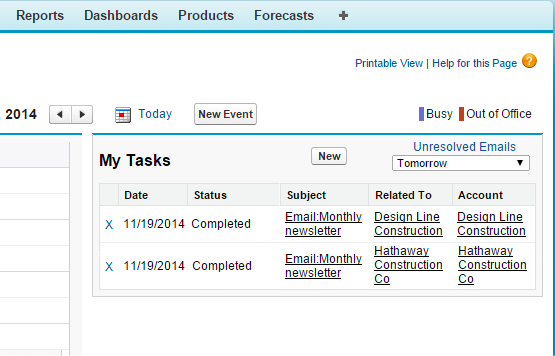 Reports Dashboards Products Forecasts +
Printable View | Help for this Page ?
2014 Today New Event Busy Out of Office
Unresolved Emails
My Tasks New Tomorrow
Date Status Subject Related To Account
X 11/19/2014 Completed Email:Monthly newsletter Design Line Construction Design Line Construction
X 11/19/2014 Completed Email:Monthly newsletter Hathaway Construction Co Hathaway Construction Co